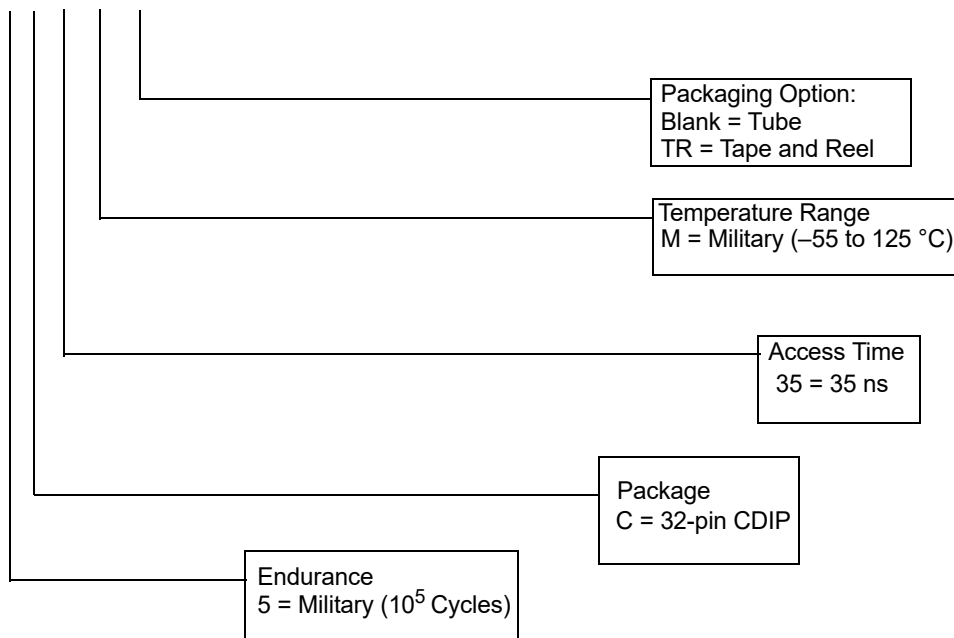 Packaging Option:
Blank = Tube
TR = Tape and Reel
Temperature Range
M = Military (–55 to 125 °C)
Access Time
35 = 35 ns
Package
C = 32-pin CDIP
Endurance
5 = Military (10⁵ Cycles)